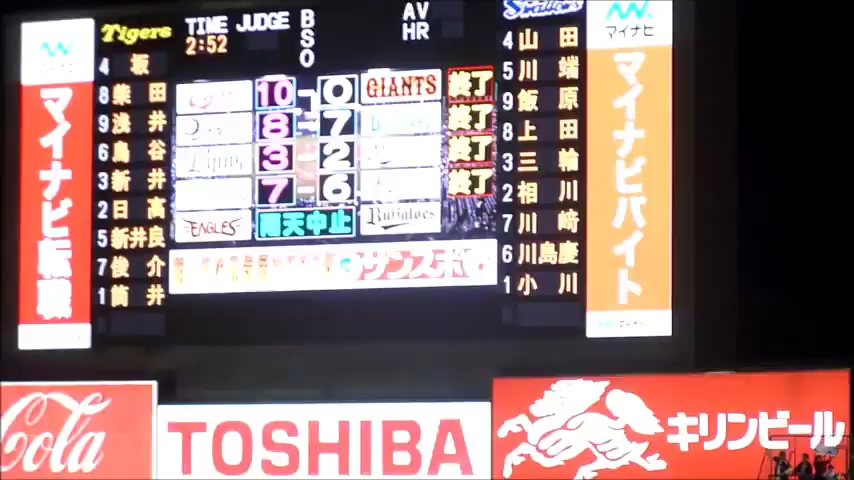 Tigers
4 坂
8 柴田
9 浅井
6 鳥谷
3 新井
2 日高
5 新井良
7 俊介
1 筒井
マイナビ転職
TIME JUDGE
2:52
B
S
O
AV
HR
10 - 0 GIANTS 終了
8 - 7 終了
Lions 3 - 2 終了
7 - 6 終了
EAGLES 雨天中止 Buffaloes
サンスポ
Swallows
4 山田
5 川端
9 飯原
8 上田
3 三輪
2 相川
7 川崎
6 川島慶
1 小川
マイナビ
マイナビバイト
Cola
TOSHIBA
キリンビール